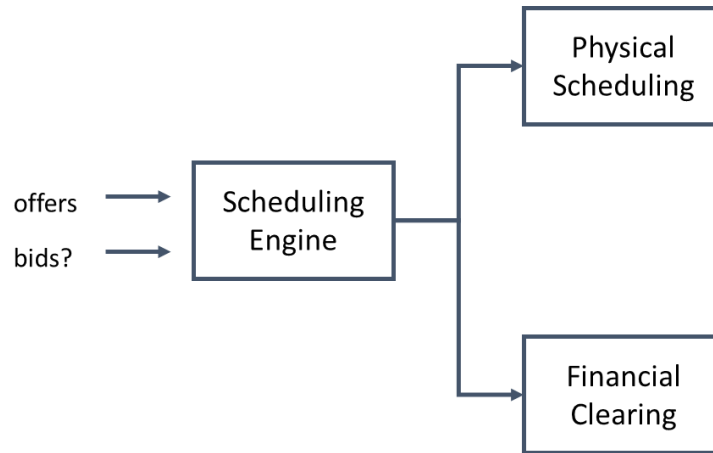 Physical
Scheduling
offers
bids?
Scheduling
Engine
Financial
Clearing